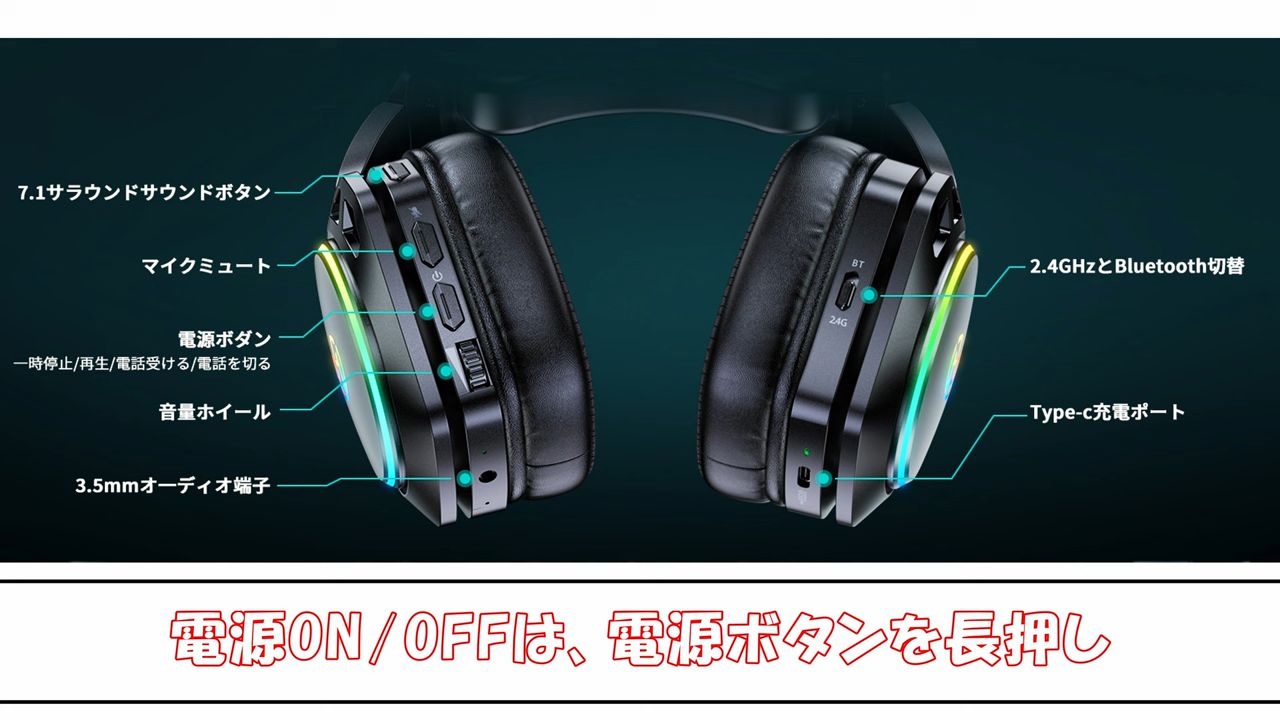 7.1サラウンドサウンドボタン
マイクミュート
電源ボダン
一時停止/再生/電話受ける/電話を切る
音量ホイール
3.5mmオーディオ端子
BT
24G
2.4GHzとBluetooth切替
Type-c充電ポート
電源ON/OFFは、電源ボタンを長押し